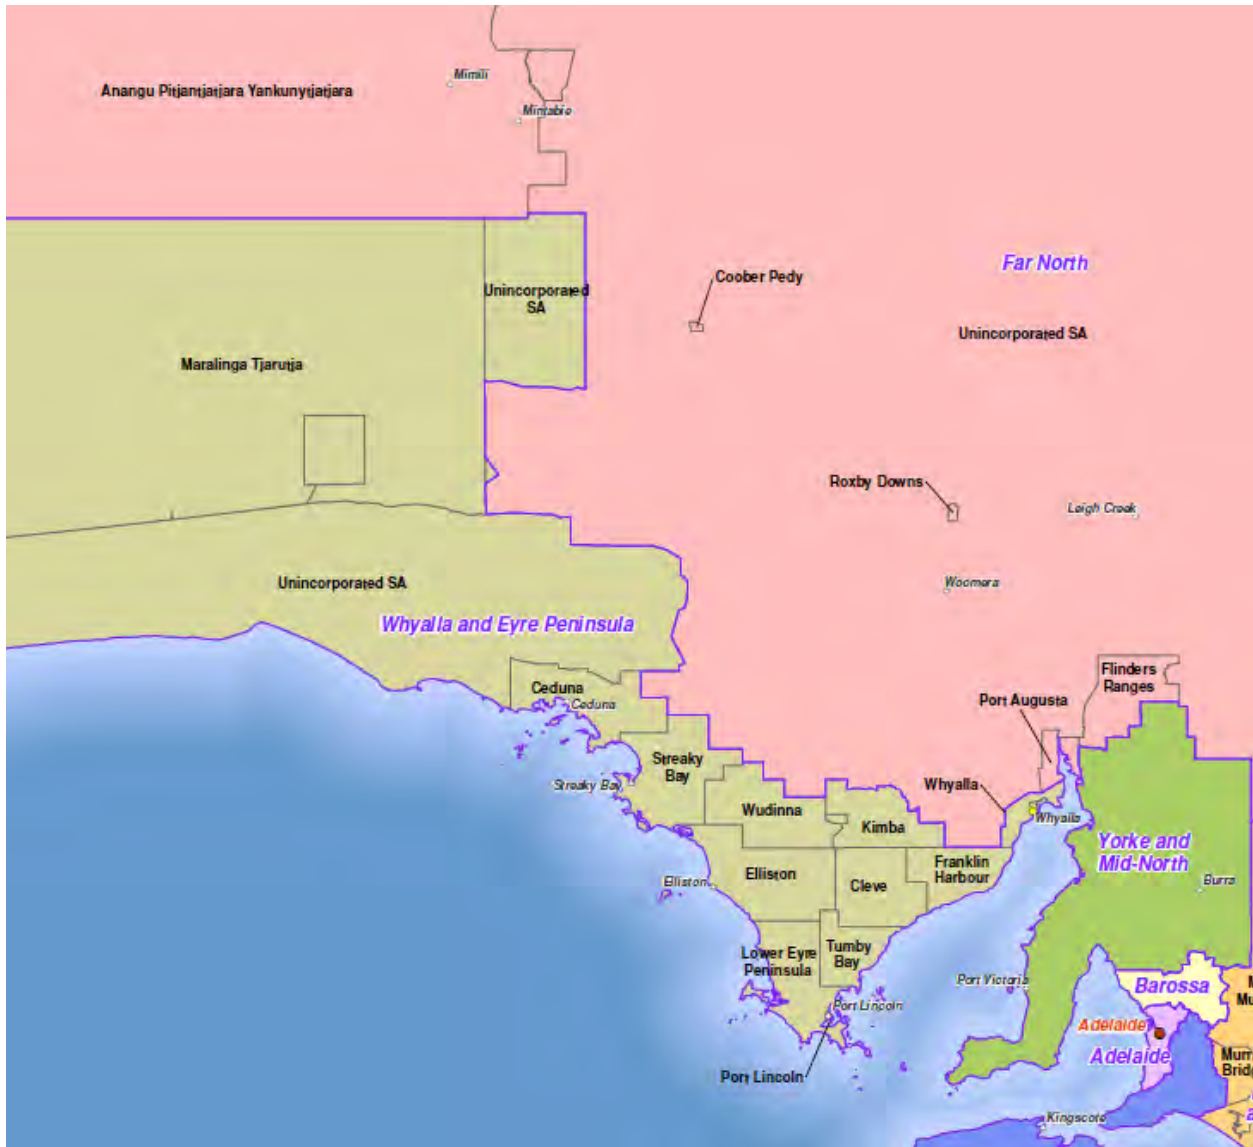 Mimili
Anangu Pitjantjatjara Yankunytjatjara
Mintabie
Far North
Coober Pedy
Unincorporated
SA
Unincorporated SA
Maralinga Tjarutja
Roxby Downs
Leigh Creek
Unincorporated SA
Woomera
Whyalla and Eyre Peninsula
Flinders
Ranges
Ceduna
Ceduna
Port Augusta
Streaky
Bay
Streaky Bay
Whyalla
Wudinna
Whyalla
Kimba
Yorke and
Mid-North
Franklin
Harbour
Elliston
Elliston
Cleve
Burra
Lower Eyre
Peninsula
Tumby
Bay
Port Victoria
Barossa
Port Lincoln
Adelaide
Adelaide
Port Lincoln
Kingscote